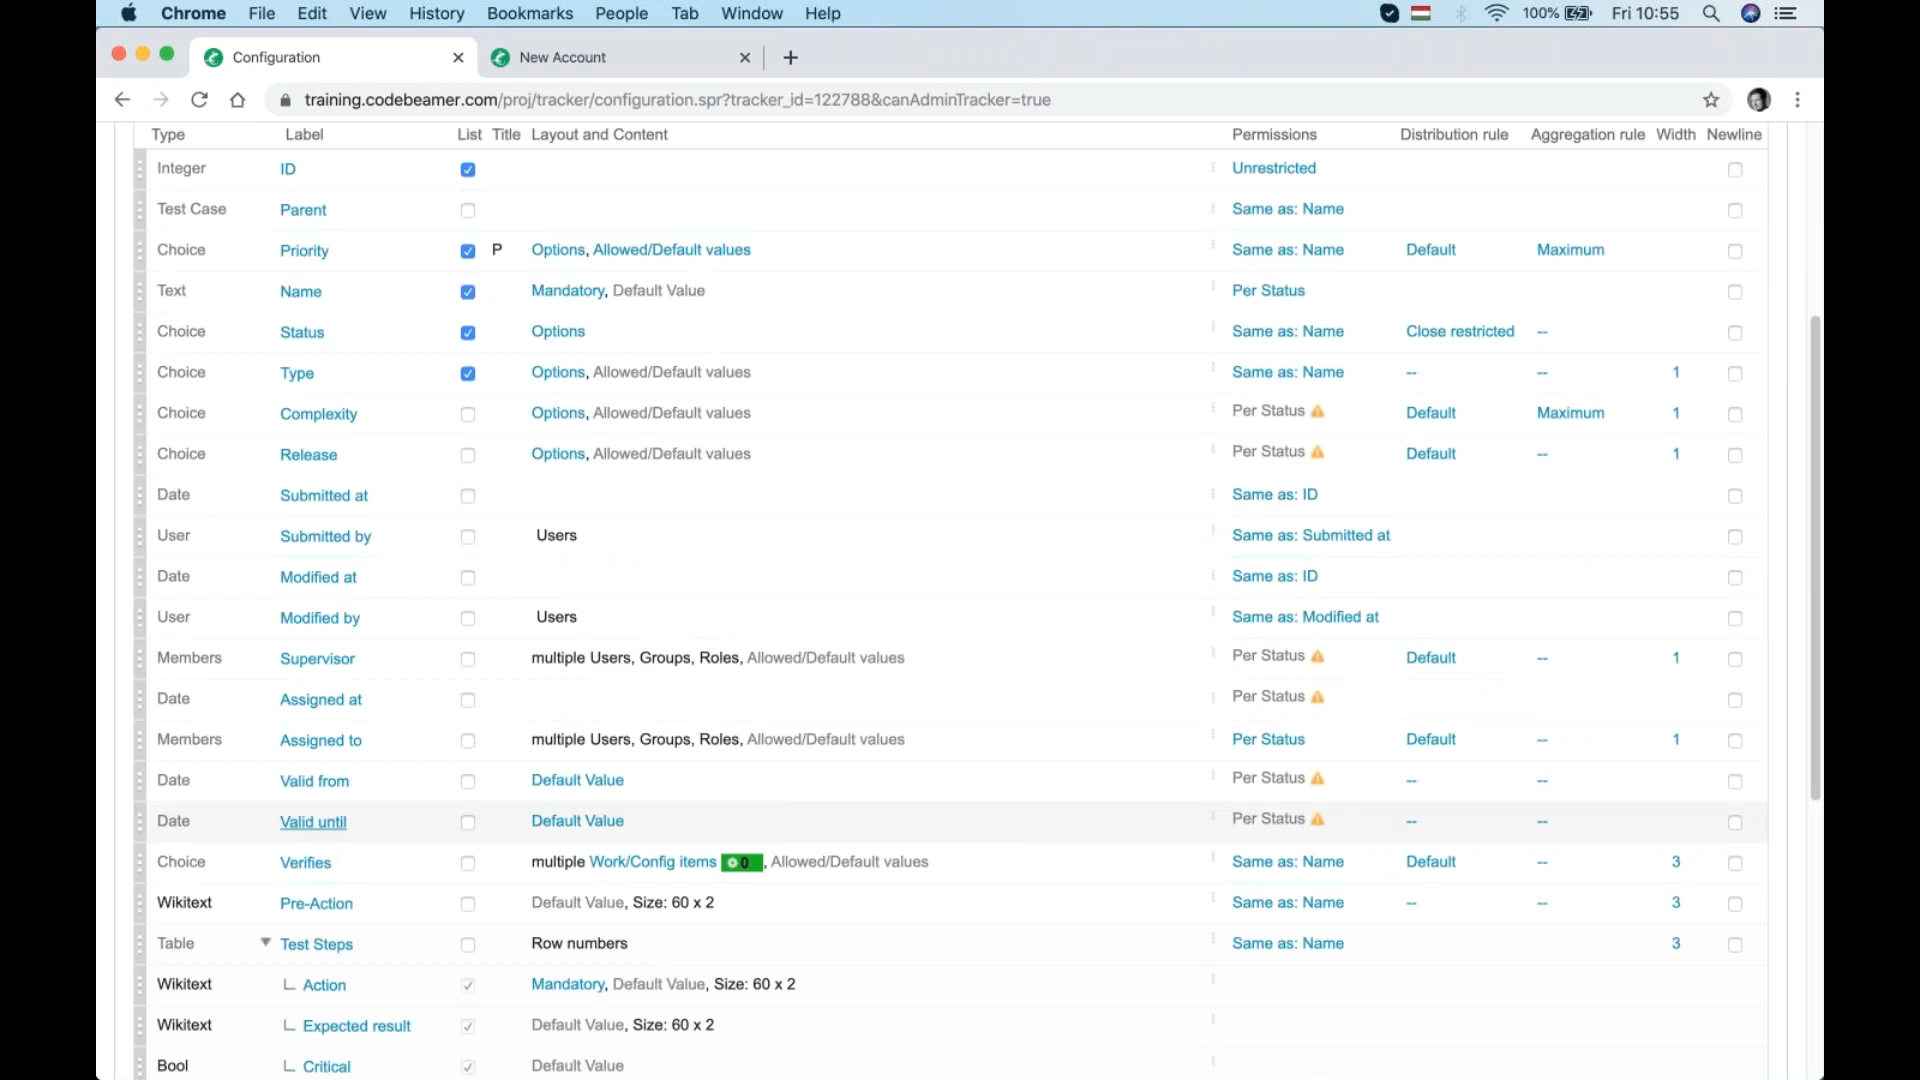 Chrome File Edit View History Bookmarks People Tab Window Help 100% Fri 10:55
Configuration New Account
training.codebeamer.com/proj/tracker/configuration.spr?tracker_id=122788&canAdminTracker=true
Type Label List Title Layout and Content Permissions Distribution rule Aggregation rule Width Newline
Integer ID Unrestricted
Test Case Parent Same as: Name
Choice Priority P Options, Allowed/Default values Same as: Name Default Maximum
Text Name Mandatory, Default Value Per Status
Choice Status Options Same as: Name Close restricted --
Choice Type Options, Allowed/Default values Same as: Name -- -- 1
Choice Complexity Options, Allowed/Default values Per Status Default Maximum 1
Choice Release Options, Allowed/Default values Per Status Default -- 1
Date Submitted at Same as: ID
User Submitted by Users Same as: Submitted at
Date Modified at Same as: ID
User Modified by Users Same as: Modified at
Members Supervisor multiple Users, Groups, Roles, Allowed/Default values Per Status Default -- 1
Date Assigned at Per Status
Members Assigned to multiple Users, Groups, Roles, Allowed/Default values Per Status Default -- 1
Date Valid from Default Value Per Status -- --
Date Valid until Default Value Per Status -- --
Choice Verifies multiple Work/Config items 0, Allowed/Default values Same as: Name Default -- 3
Wikitext Pre-Action Default Value, Size: 60 x 2 Same as: Name -- -- 3
Table Test Steps Row numbers Same as: Name 3
Wikitext Action Mandatory, Default Value, Size: 60 x 2
Wikitext Expected result Default Value, Size: 60 x 2
Bool Critical Default Value